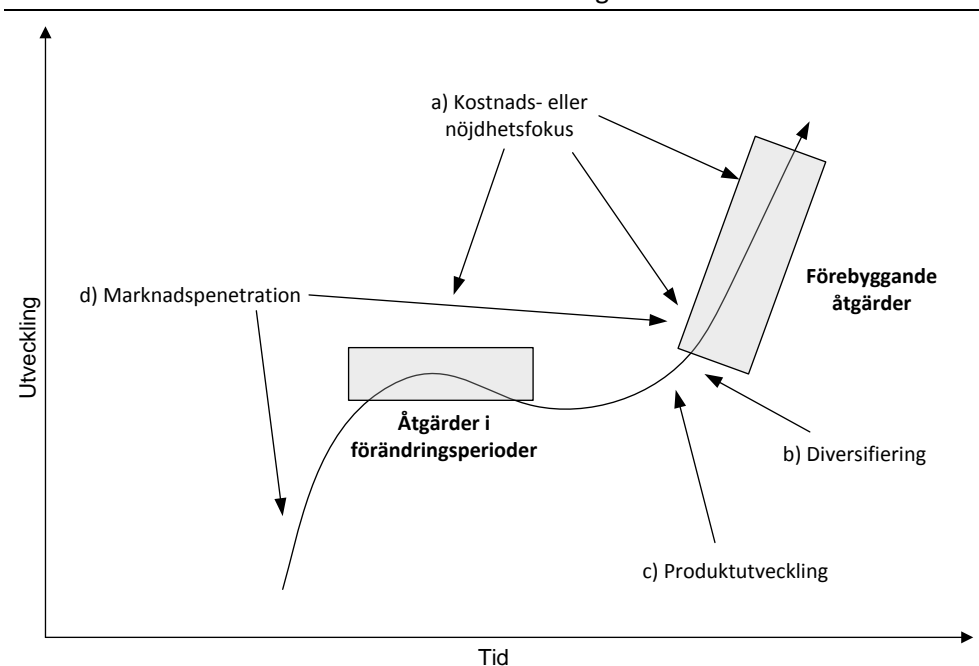 a) Kostnads- eller
nöjdhetsfokus
d) Marknadspenetration
Förebyggande
åtgärder
Utveckling
Åtgärder i
förändringsperioder
b) Diversifiering
c) Produktutveckling
Tid